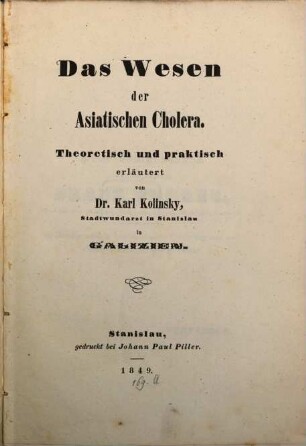 Das Wesen
der
Asiatischen Cholera.
Theoretisch und praktisch
erläutert
von
Dr. Karl Kolinsky,
Stadtwundarzt in Stanislau
in
GALIZIEN.
Stanislau,
gedruckt bei Johann Paul Piller.
1849.